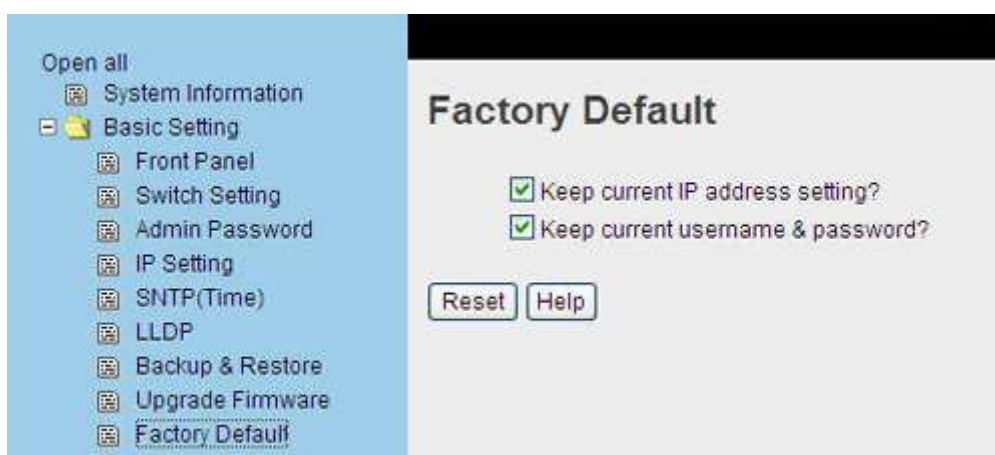 Open all
System Information
Basic Setting
Front Panel
Switch Setting
Admin Password
IP Setting
SNTP(Time)
LLDP
Backup & Restore
Upgrade Firmware
Factory Default
Factory Default
Keep current IP address setting?
Keep current username & password?
Reset Help